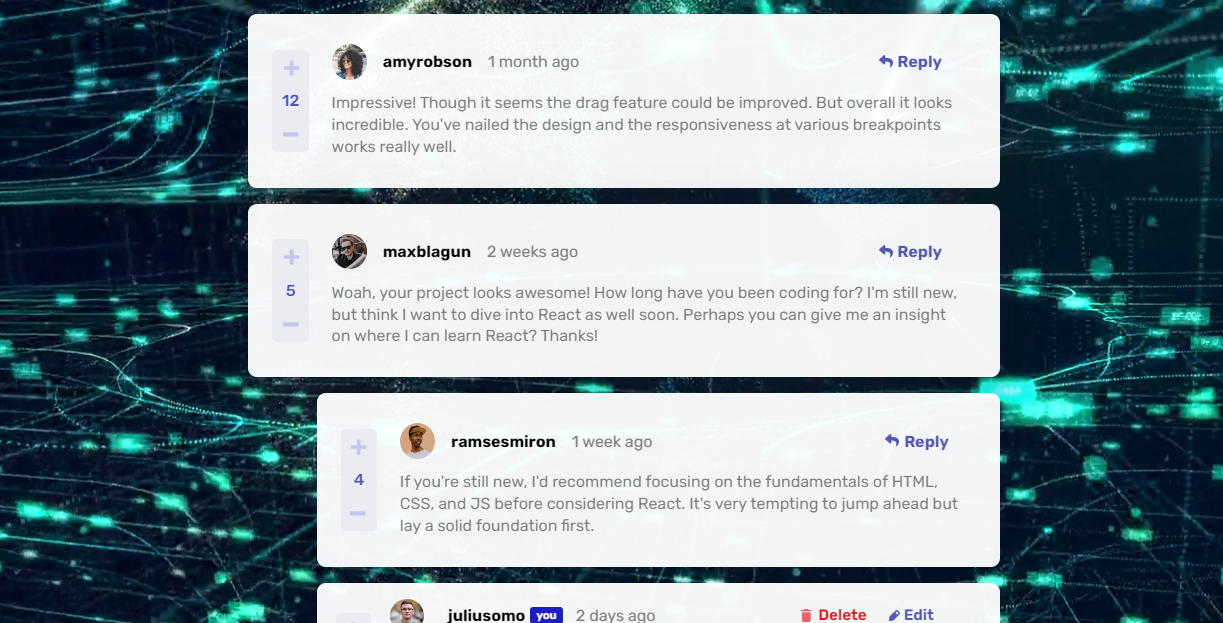 amyrobson 1 month ago Reply
12
Impressive! Though it seems the drag feature could be improved. But overall it looks
incredible. You've nailed the design and the responsiveness at various breakpoints
works really well.
maxblagun 2 weeks ago Reply
5
Woah, your project looks awesome! How long have you been coding for? I'm still new,
but think I want to dive into React as well soon. Perhaps you can give me an insight
on where I can learn React? Thanks!
ramsesmiron 1 week ago Reply
4
If you're still new, I'd recommend focusing on the fundamentals of HTML,
CSS, and JS before considering React. It's very tempting to jump ahead but
lay a solid foundation first.
juliusomo you 2 days ago Delete Edit